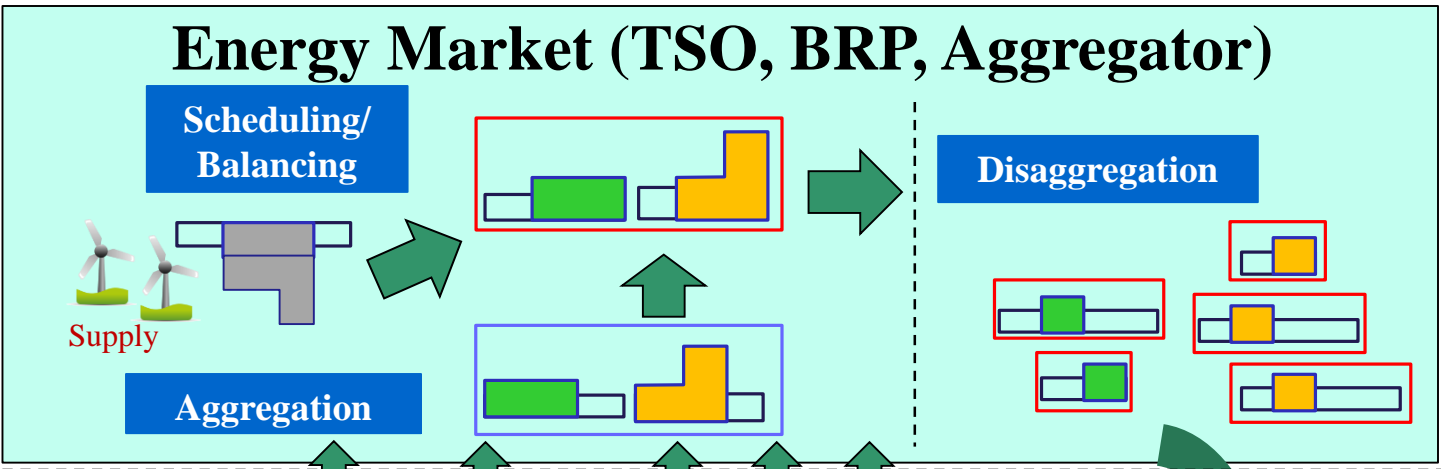 Energy Market (TSO, BRP, Aggregator)
Scheduling/
Balancing
Disaggregation
Supply
Aggregation